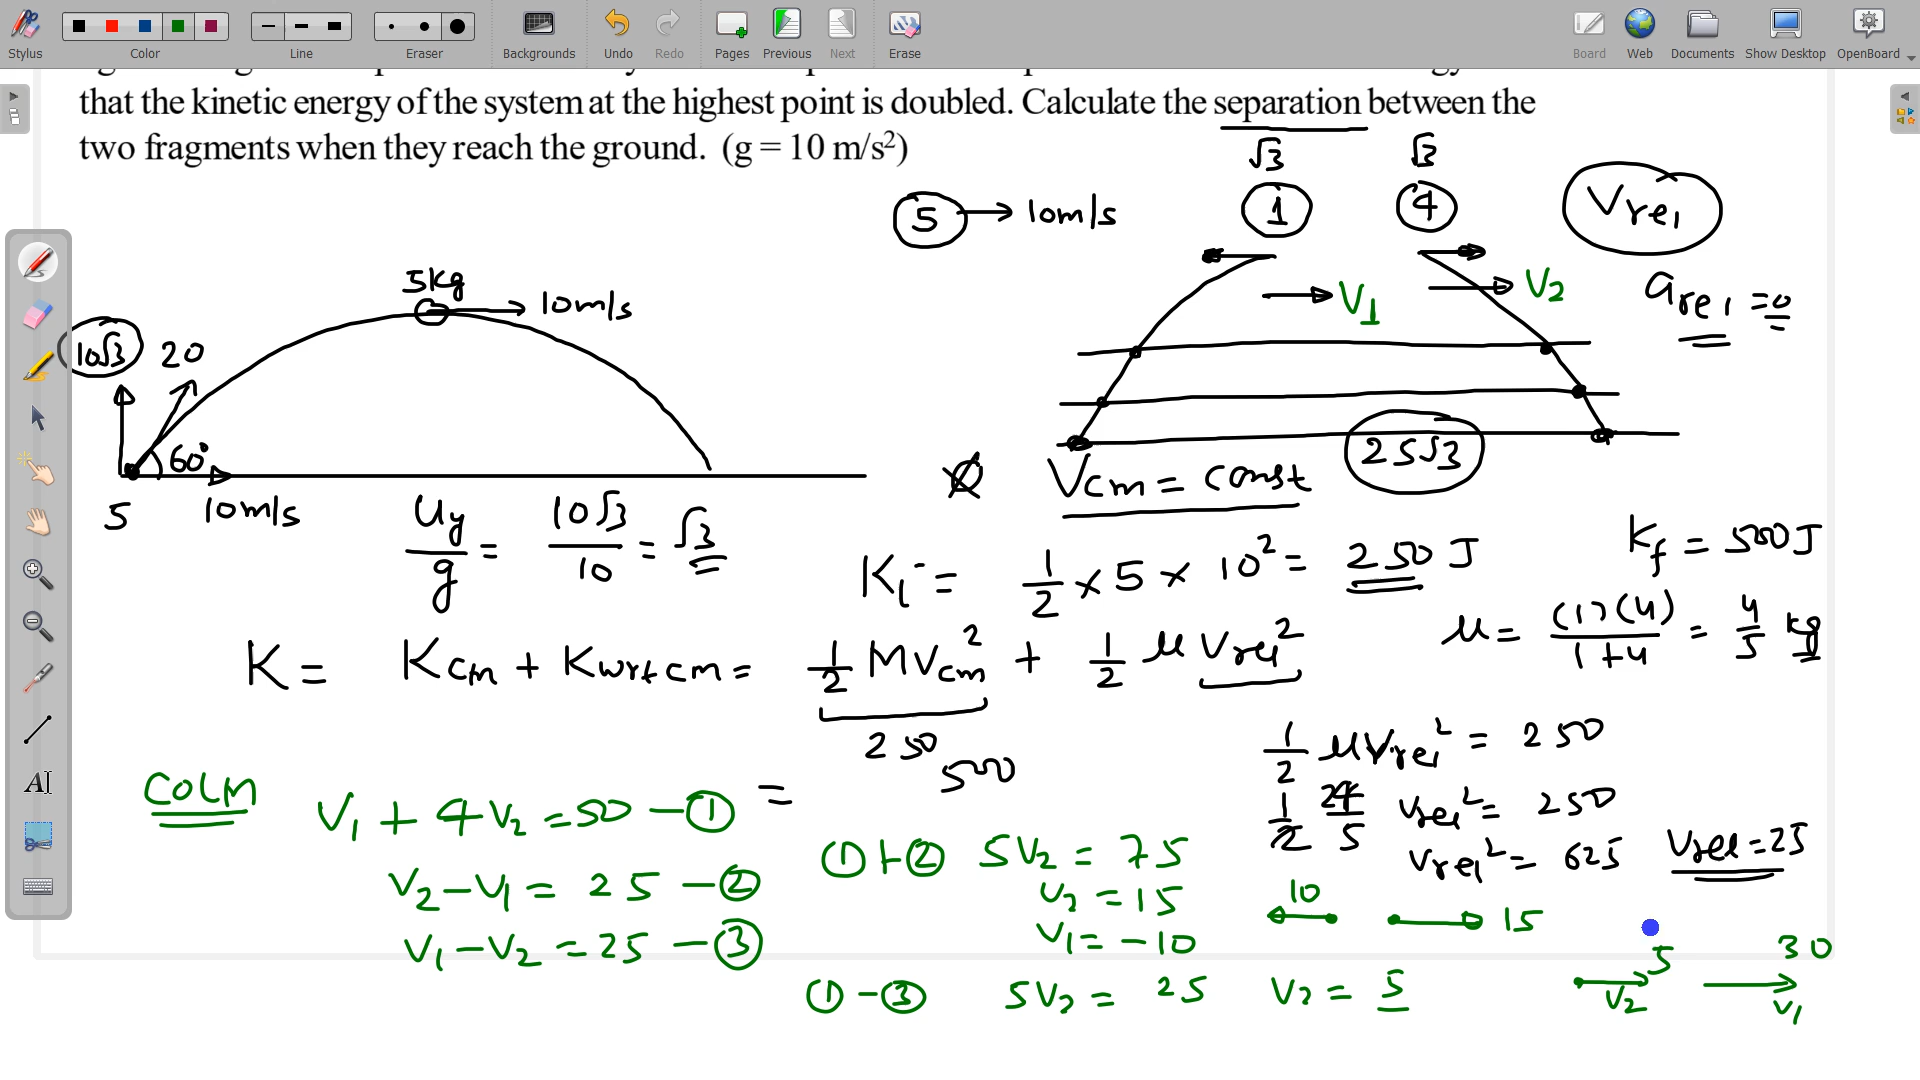 Stylus
Color
Line
Eraser
Backgrounds
Undo
Redo
Pages
Previous
Next
Erase
Board
Web
Documents
Show Desktop
OpenBoard
that the kinetic energy of the system at the highest point is doubled. Calculate the separation between the
two fragments when they reach the ground. (g = 10 m/s²)
√3 √3
5 → 10m/s 1 4 Vrel
5kg → 10m/s
→ V1 → V2 arel = 0
10√3 20
60°
5 10m/s
25√3
Vcm = const
Uy/g = 10√3/10 = √3
Ki = 1/2 × 5 × 10² = 250 J Kf = 500J
μ = (1)(4)/1+4 = 4/5 kg
K = Kcm + Kwrtcm = 1/2 MVcm² + 1/2 μ Vrel²
250
= 500
1/2 μVrel² = 250
1/2 24/5 Vrel² = 250
Vrel² = 625 Vrel = 25
COLM V1 + 4V2 = 50 — ①
V2 − V1 = 25 — ②
V1 − V2 = 25 — ③
① + ② 5V2 = 75
V2 = 15
V1 = −10
10 15
① − ③ 5V2 = 25 V2 = 5
5 30
V2 V1
AI